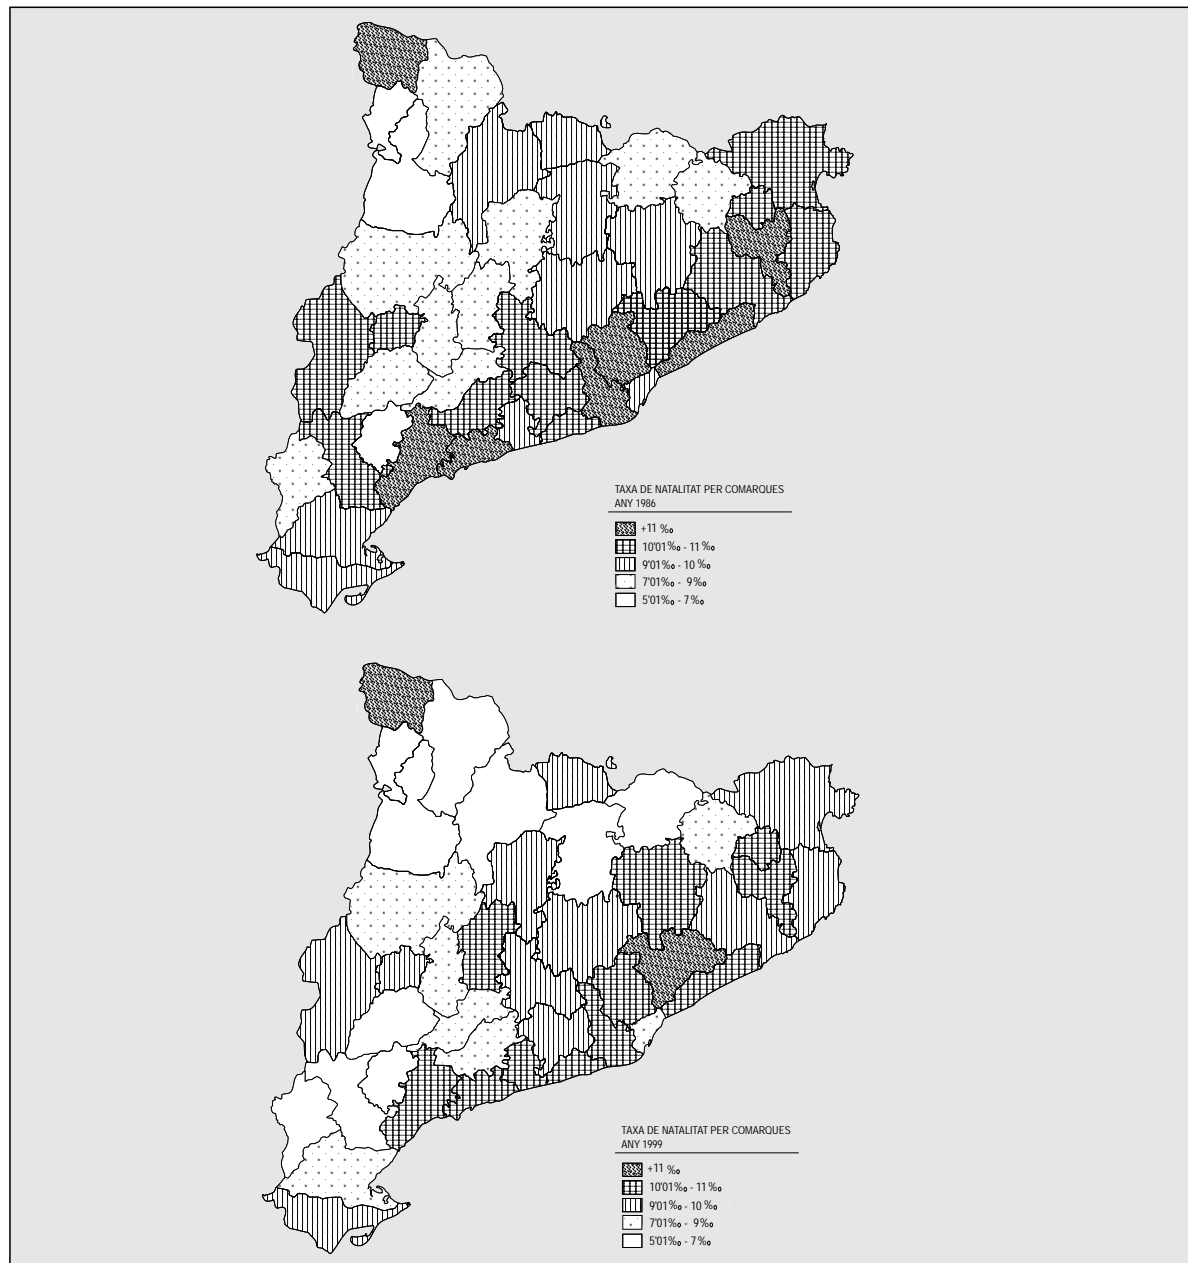 TAXA DE NATALITAT PER COMARQUES
ANY 1986
+11 ‰
10'01‰ - 11 ‰
9'01‰ - 10 ‰
7'01‰ - 9 ‰
5'01‰ - 7 ‰
TAXA DE NATALITAT PER COMARQUES
ANY 1999
+11 ‰
10'01‰ - 11 ‰
9'01‰ - 10 ‰
7'01‰ - 9 ‰
5'01‰ - 7 ‰